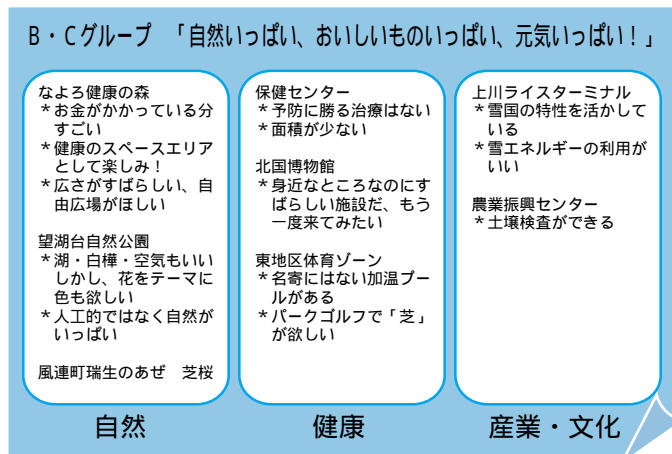 B・Cグループ 「自然いっぱい、おいしいものいっぱい、元気いっぱい！」
なよろ健康の森
＊お金がかかっている分
すごい
＊健康のスペースエリア
として楽しみ！
＊広さがすばらしい、自
由広場がほしい
望湖台自然公園
＊湖・白樺・空気もいい
しかし、花をテーマに
色も欲しい
＊人工的ではなく自然が
いっぱい
風連町瑞生のあぜ 芝桜
自然
保健センター
＊予防に勝る治療はない
＊面積が少ない
北国博物館
＊身近なところなのにす
ばらしい施設だ、もう
一度来てみたい
東地区体育ゾーン
＊名寄にはない加温プー
ルがある
＊パークゴルフで「芝」
が欲しい
健康
上川ライスターミナル
＊雪国の特性を活かして
いる
＊雪エネルギーの利用が
いい
農業振興センター
＊土壌検査ができる
産業・文化